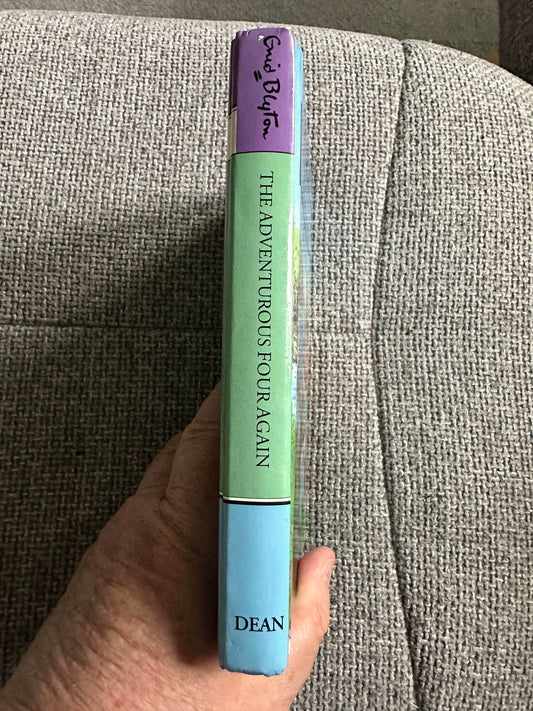 Enid Blyton
THE ADVENTUROUS FOUR AGAIN
DEAN